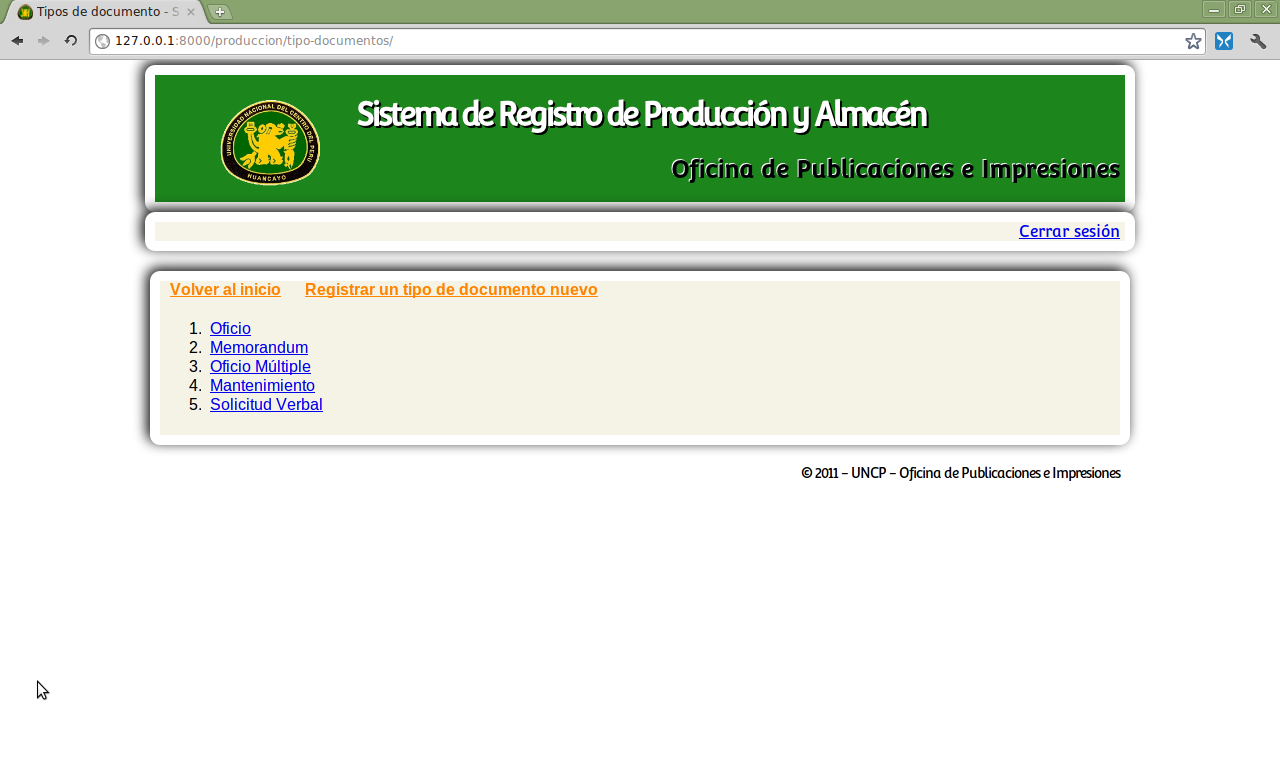 Tipos de documento - S
127.0.0.1:8000/produccion/tipo-documentos/
UNIVERSIDAD NACIONAL DEL CENTRO DEL PERU
HUANCAYO
Sistema de Registro de Producción y Almacén
Oficina de Publicaciones e Impresiones
Cerrar sesión
Volver al inicio Registrar un tipo de documento nuevo
1. Oficio
2. Memorandum
3. Oficio Múltiple
4. Mantenimiento
5. Solicitud Verbal
© 2011 – UNCP – Oficina de Publicaciones e Impresiones